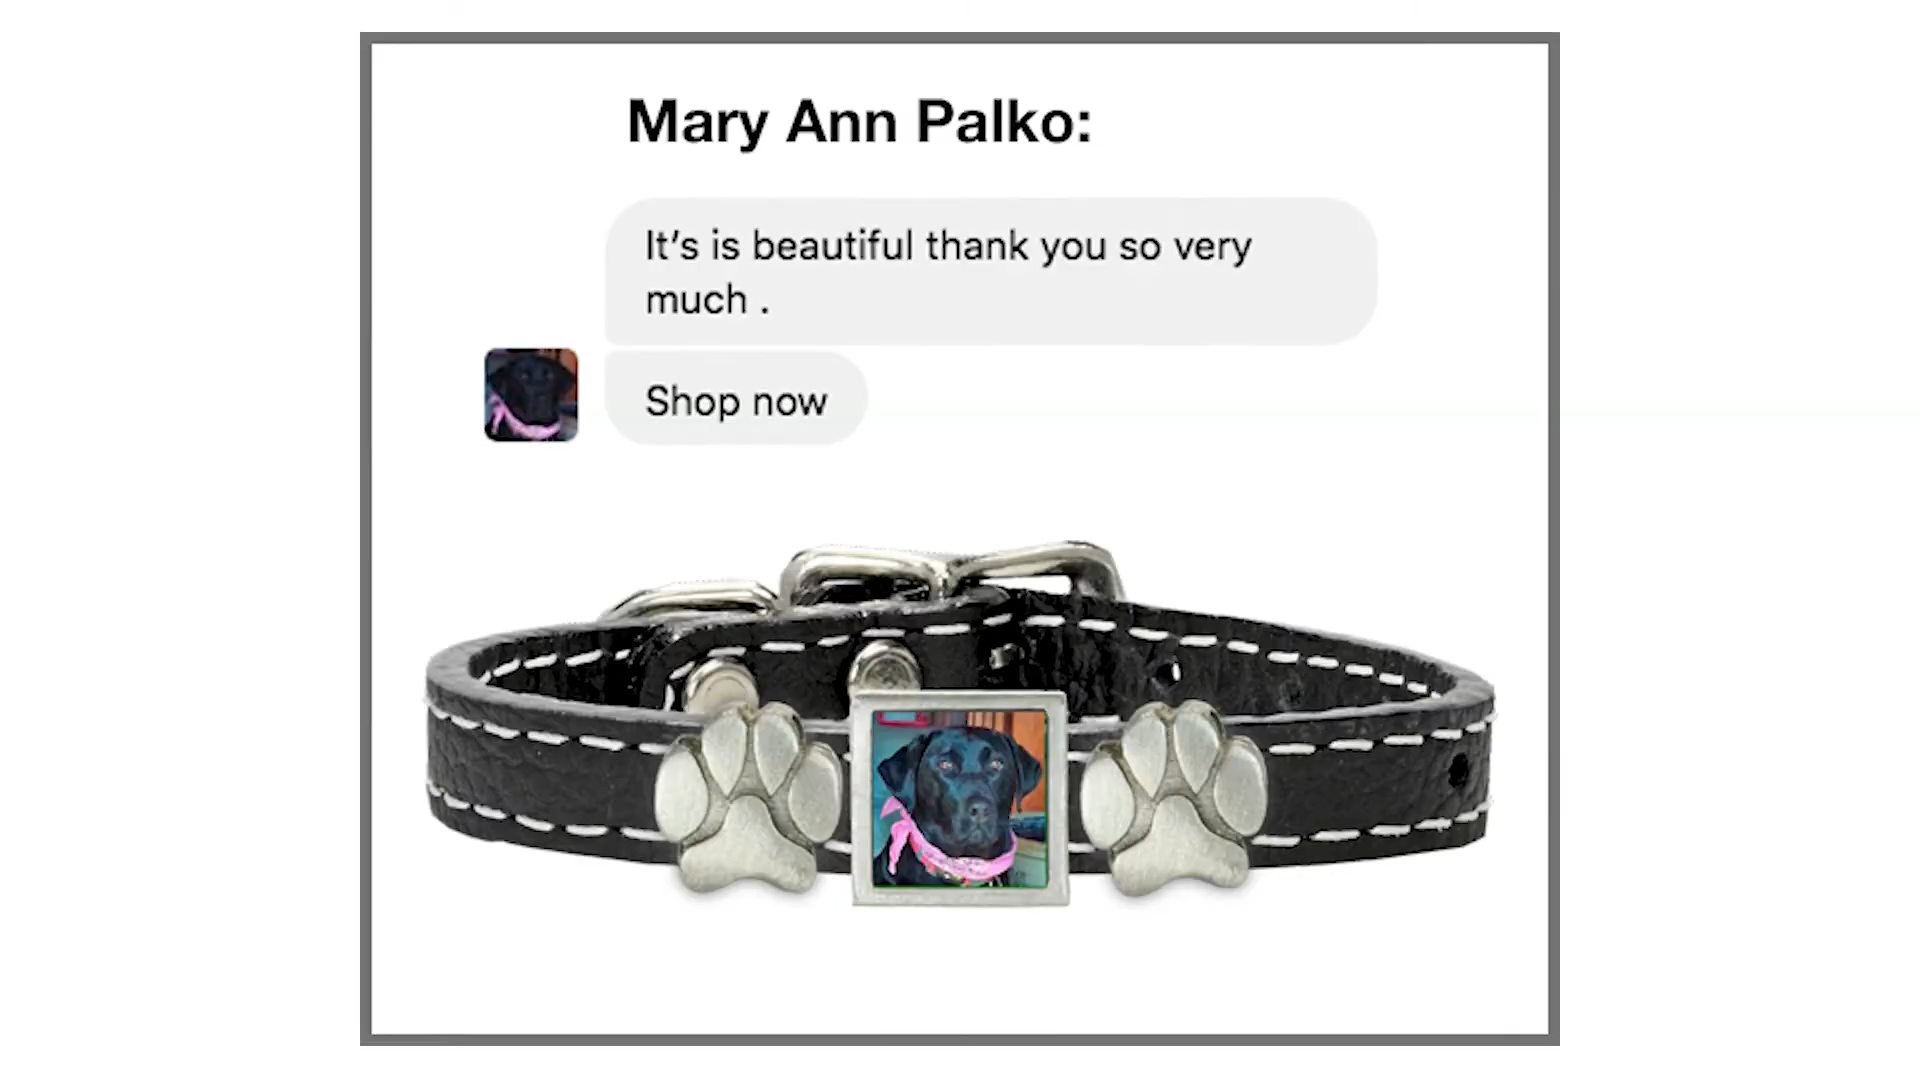 Mary Ann Palko:
It’s is beautiful thank you so very
much .
Shop now